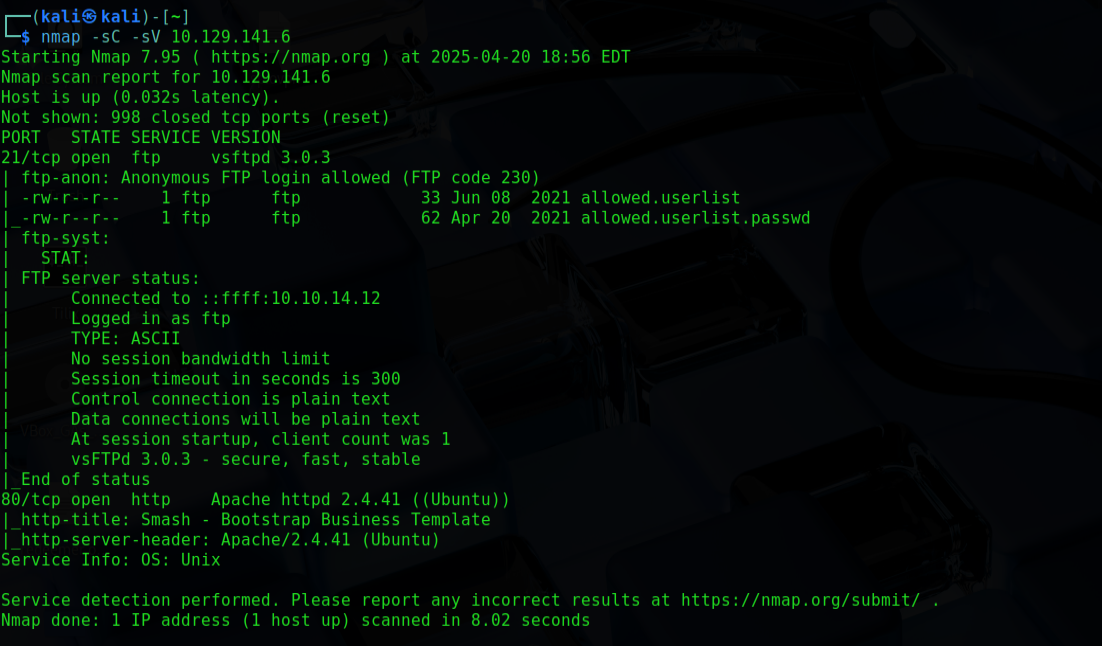 ┌──(kali㉿kali)-[~]
└─$ nmap -sC -sV 10.129.141.6
Starting Nmap 7.95 ( https://nmap.org ) at 2025-04-20 18:56 EDT
Nmap scan report for 10.129.141.6
Host is up (0.032s latency).
Not shown: 998 closed tcp ports (reset)
PORT   STATE SERVICE VERSION
21/tcp open  ftp     vsftpd 3.0.3
| ftp-anon: Anonymous FTP login allowed (FTP code 230)
| -rw-r--r--    1 ftp      ftp            33 Jun 08  2021 allowed.userlist
|_-rw-r--r--    1 ftp      ftp            62 Apr 20  2021 allowed.userlist.passwd
| ftp-syst:
|   STAT:
| FTP server status:
|      Connected to ::ffff:10.10.14.12
|      Logged in as ftp
|      TYPE: ASCII
|      No session bandwidth limit
|      Session timeout in seconds is 300
|      Control connection is plain text
|      Data connections will be plain text
|      At session startup, client count was 1
|      vsFTPd 3.0.3 - secure, fast, stable
|_End of status
80/tcp open  http    Apache httpd 2.4.41 ((Ubuntu))
|_http-title: Smash - Bootstrap Business Template
|_http-server-header: Apache/2.4.41 (Ubuntu)
Service Info: OS: Unix

Service detection performed. Please report any incorrect results at https://nmap.org/submit/ .
Nmap done: 1 IP address (1 host up) scanned in 8.02 seconds